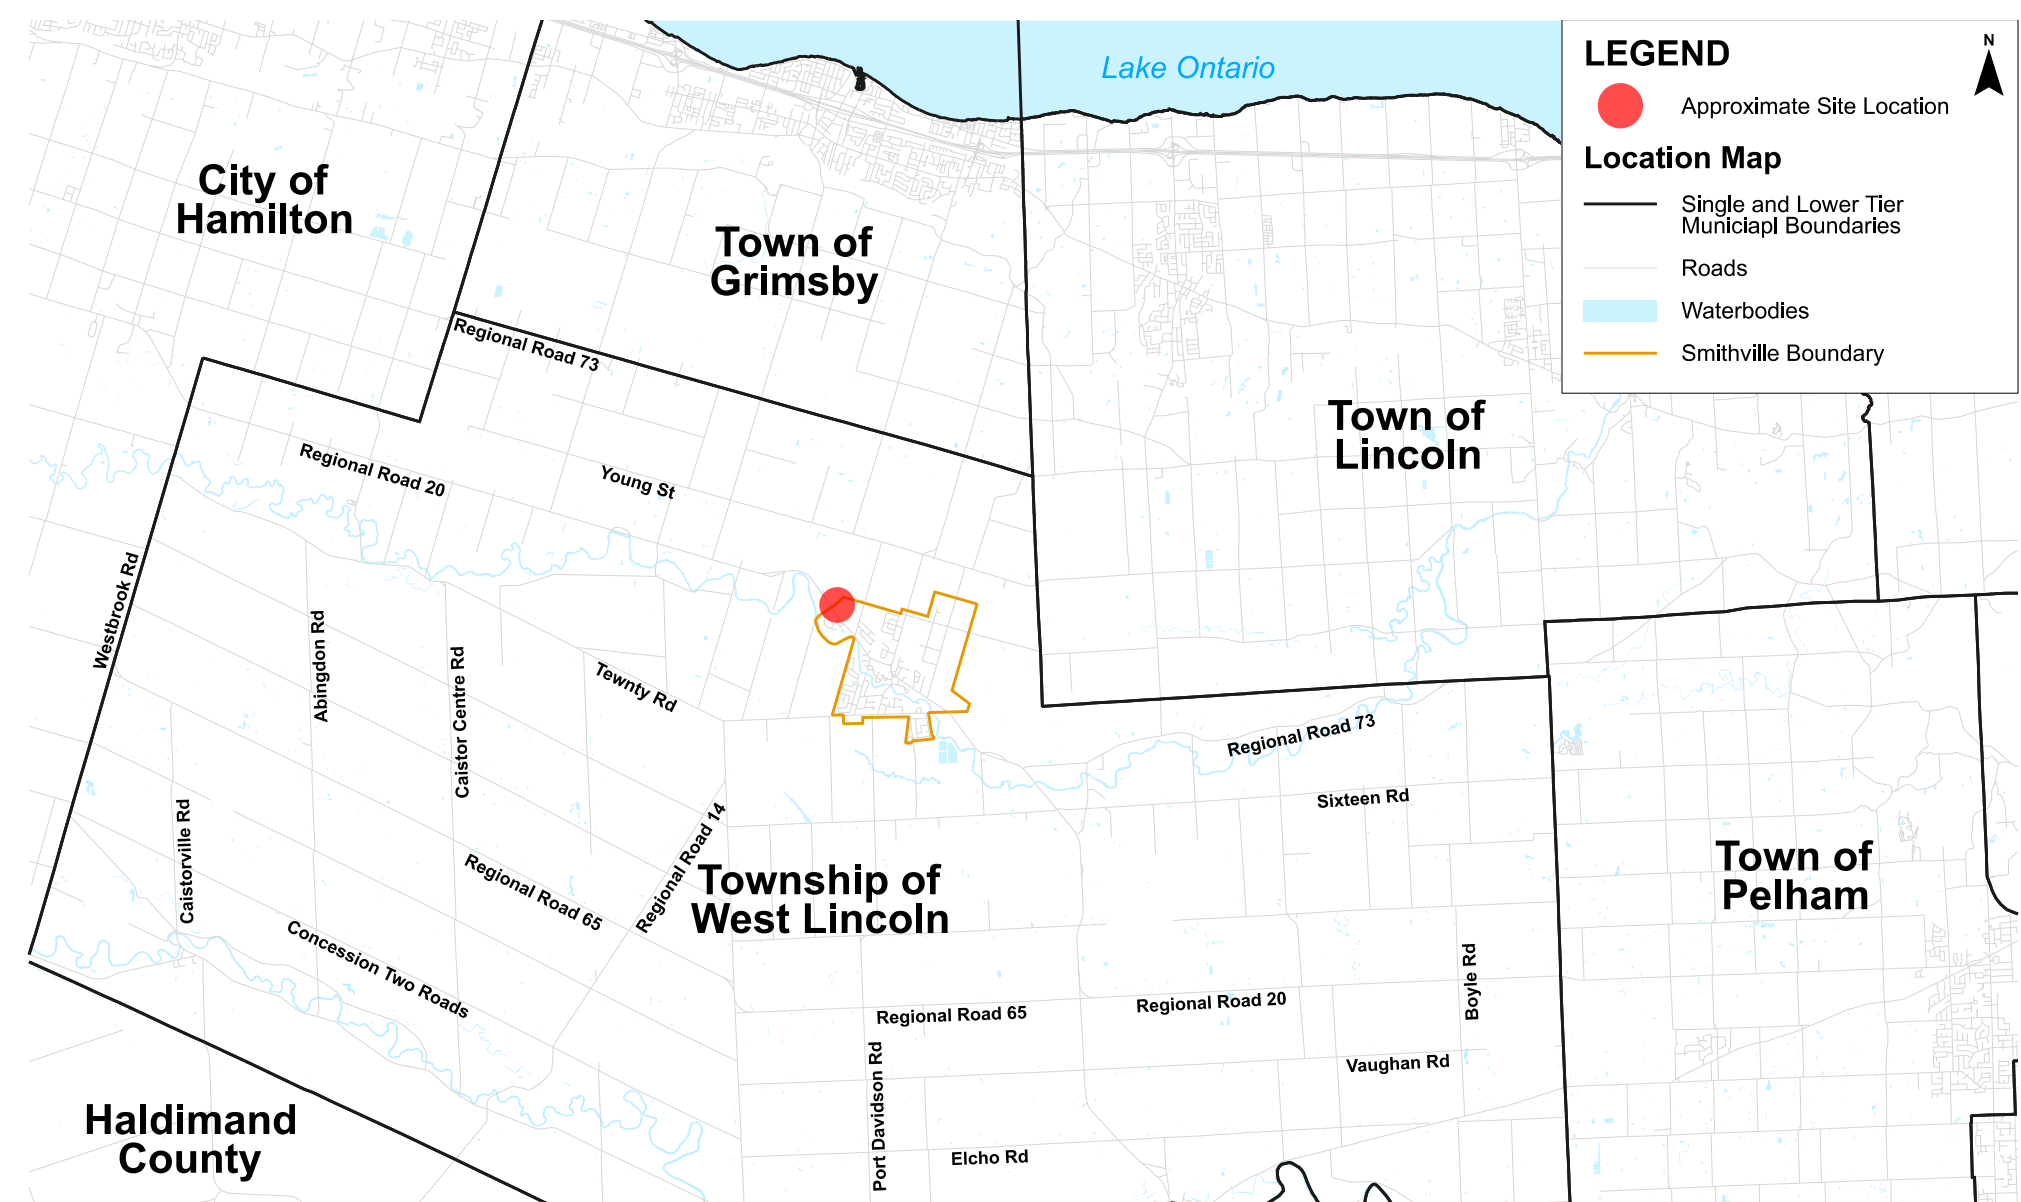 Lake Ontario
LEGEND
N
Approximate Site Location
Location Map
Single and Lower Tier
Municiapl Boundaries
Roads
Waterbodies
Smithville Boundary
City of
Hamilton
Town of
Grimsby
Regional Road 73
Town of
Lincoln
Regional Road 20
Young St
Westbrook Rd
Abingdon Rd
Caistor Centre Rd
Tewnty Rd
Regional Road 73
Sixteen Rd
Caistorville Rd
Regional Road 65
Regional Road 14
Township of
West Lincoln
Town of
Pelham
Concession Two Roads
Regional Road 65
Regional Road 20
Boyle Rd
Vaughan Rd
Port Davidson Rd
Elcho Rd
Haldimand
County